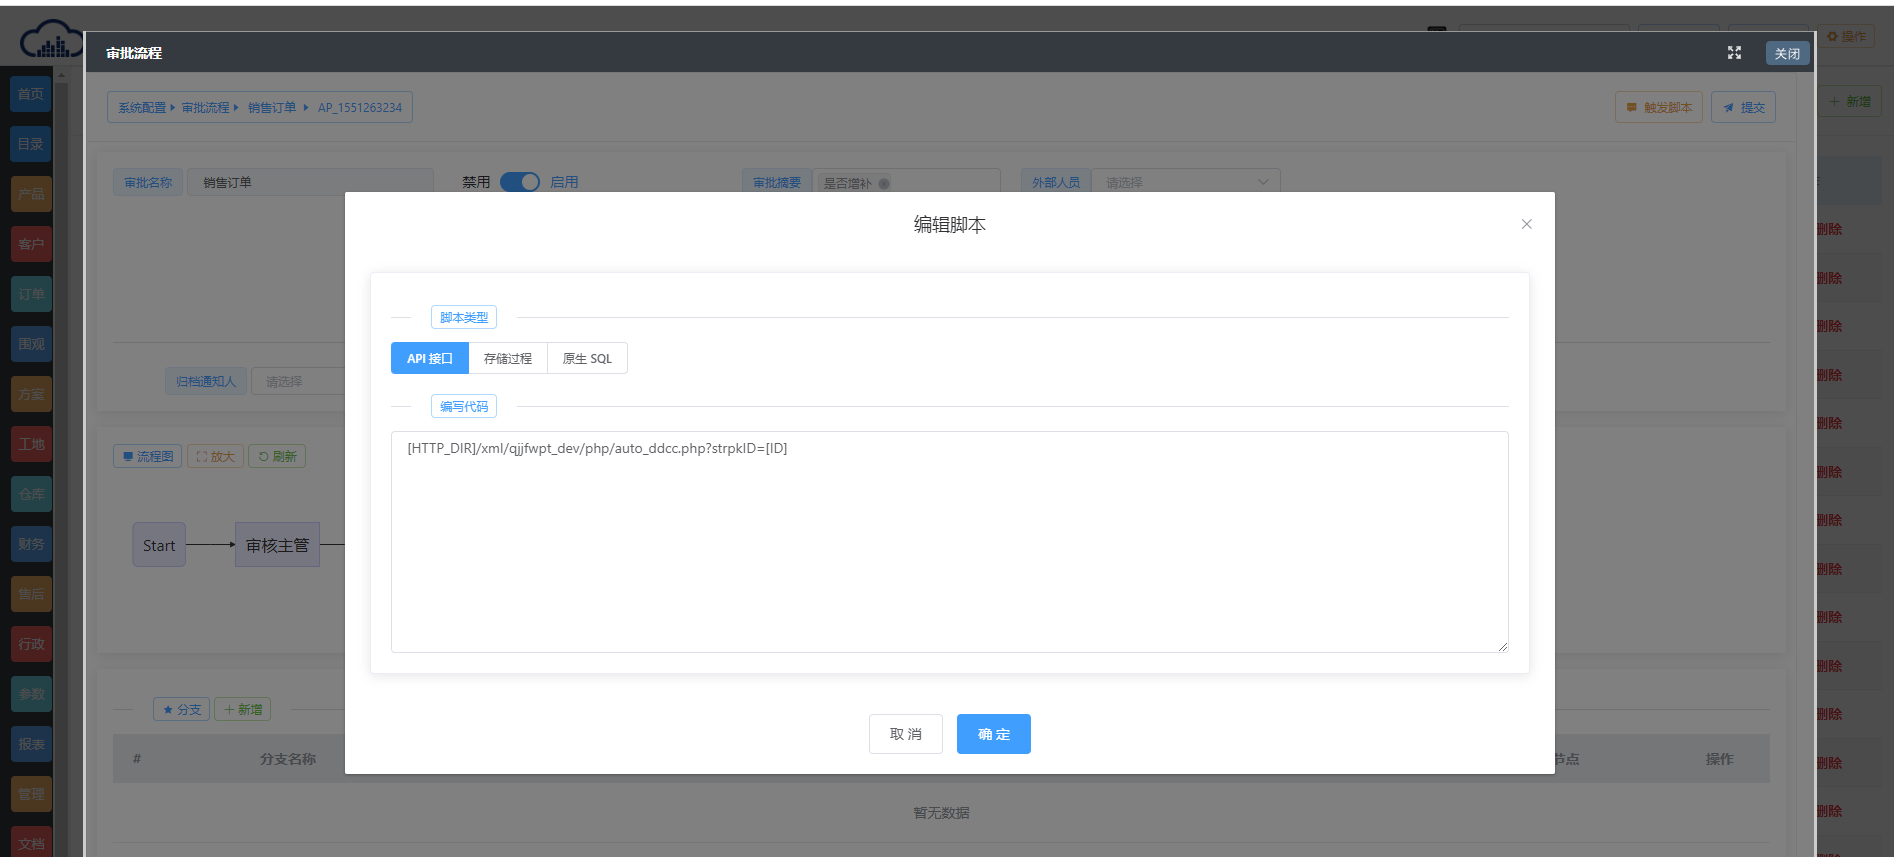 操作
审批流程
关闭
首页
目录
产品
客户
订单
围观
方案
工地
仓库
财务
售后
行政
参数
报表
管理
文档
系统配置 审批流程 销售订单 AP_1551263234
触发脚本 提交
新增
审批名称 销售订单 禁用 启用 审批摘要 是否增补 外部人员 请选择
编辑脚本
脚本类型
API 接口 存储过程 原生 SQL
编写代码
[HTTP_DIR]/xml/qjjfwpt_dev/php/auto_ddcc.php?strpkID=[ID]
取 消 确 定
归档通知人 请选择
流程图 放大 刷新
Start 审核主管
分支 新增
# 分支名称 节点 操作
暂无数据
删除
删除
删除
删除
删除
删除
删除
删除
删除
删除
删除
删除
删除